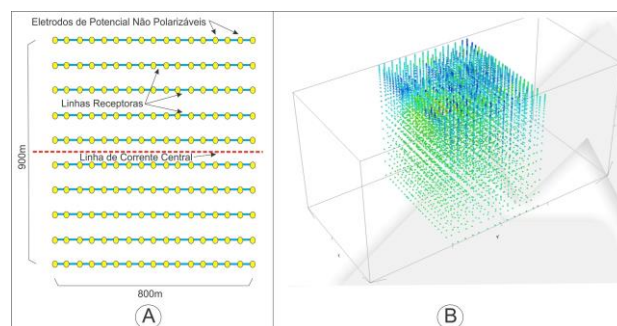 Eletrodos de Potencial Não Polarizáveis
Linhas Receptoras
Linha de Corrente Central
900m
800m
A
B